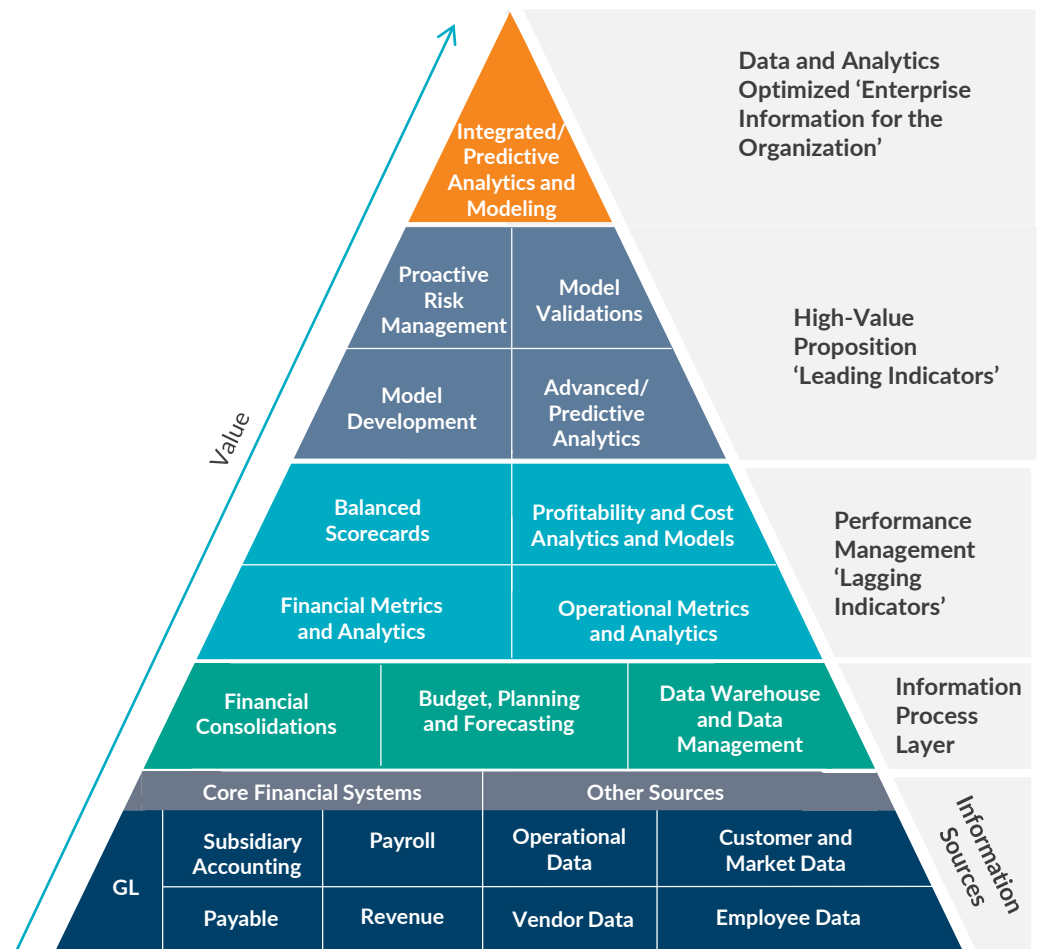 Data and Analytics
Optimized ‘Enterprise
Information for the
Organization’
Integrated/
Predictive
Analytics and
Modeling
Proactive
Risk
Management
Model
Validations
High-Value
Proposition
‘Leading Indicators’
Model
Development
Advanced/
Predictive
Analytics
Value
Balanced
Scorecards
Profitability and Cost
Analytics and Models
Performance
Management
‘Lagging
Indicators’
Financial Metrics
and Analytics
Operational Metrics
and Analytics
Financial
Consolidations
Budget, Planning
and Forecasting
Data Warehouse
and Data
Management
Information
Process
Layer
Core Financial Systems
Other Sources
Information
Sources
GL
Subsidiary
Accounting
Payroll
Operational
Data
Customer and
Market Data
Payable
Revenue
Vendor Data
Employee Data